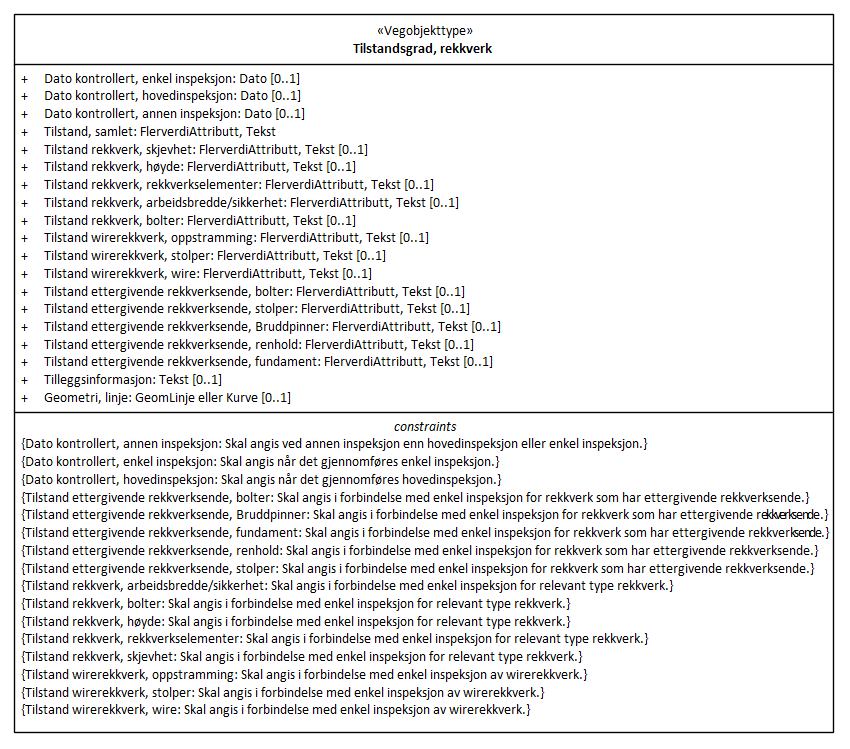 «Vegobjekttype»
Tilstandsgrad, rekkverk
+ Dato kontrollert, enkel inspeksjon: Dato [0..1]
+ Dato kontrollert, hovedinspeksjon: Dato [0..1]
+ Dato kontrollert, annen inspeksjon: Dato [0..1]
+ Tilstand, samlet: FlerverdiAttributt, Tekst
+ Tilstand rekkverk, skjevhet: FlerverdiAttributt, Tekst [0..1]
+ Tilstand rekkverk, høyde: FlerverdiAttributt, Tekst [0..1]
+ Tilstand rekkverk, rekkverkselementer: FlerverdiAttributt, Tekst [0..1]
+ Tilstand rekkverk, arbeidsbredde/sikkerhet: FlerverdiAttributt, Tekst [0..1]
+ Tilstand rekkverk, bolter: FlerverdiAttributt, Tekst [0..1]
+ Tilstand wirerekkverk, oppstramming: FlerverdiAttributt, Tekst [0..1]
+ Tilstand wirerekkverk, stolper: FlerverdiAttributt, Tekst [0..1]
+ Tilstand wirerekkverk, wire: FlerverdiAttributt, Tekst [0..1]
+ Tilstand ettergivende rekkverksende, bolter: FlerverdiAttributt, Tekst [0..1]
+ Tilstand ettergivende rekkverksende, stolper: FlerverdiAttributt, Tekst [0..1]
+ Tilstand ettergivende rekkverksende, Bruddpinner: FlerverdiAttributt, Tekst [0..1]
+ Tilstand ettergivende rekkverksende, renhold: FlerverdiAttributt, Tekst [0..1]
+ Tilstand ettergivende rekkverksende, fundament: FlerverdiAttributt, Tekst [0..1]
+ Tilleggsinformasjon: Tekst [0..1]
+ Geometri, linje: GeomLinje eller Kurve [0..1]
constraints
{Dato kontrollert, annen inspeksjon: Skal angis ved annen inspeksjon enn hovedinspeksjon eller enkel inspeksjon.}
{Dato kontrollert, enkel inspeksjon: Skal angis når det gjennomføres enkel inspeksjon.}
{Dato kontrollert, hovedinspeksjon: Skal angis når det gjennomføres hovedinspeksjon.}
{Tilstand ettergivende rekkverksende, bolter: Skal angis i forbindelse med enkel inspeksjon for rekkverk som har ettergivende rekkverksende.}
{Tilstand ettergivende rekkverksende, Bruddpinner: Skal angis i forbindelse med enkel inspeksjon for rekkverk som har ettergivende rekkverksende.}
{Tilstand ettergivende rekkverksende, fundament: Skal angis i forbindelse med enkel inspeksjon for rekkverk som har ettergivende rekkverksende.}
{Tilstand ettergivende rekkverksende, renhold: Skal angis i forbindelse med enkel inspeksjon for rekkverk som har ettergivende rekkverksende.}
{Tilstand ettergivende rekkverksende, stolper: Skal angis i forbindelse med enkel inspeksjon for rekkverk som har ettergivende rekkverksende.}
{Tilstand rekkverk, arbeidsbredde/sikkerhet: Skal angis i forbindelse med enkel inspeksjon for relevant type rekkverk.}
{Tilstand rekkverk, bolter: Skal angis i forbindelse med enkel inspeksjon for relevant type rekkverk.}
{Tilstand rekkverk, høyde: Skal angis i forbindelse med enkel inspeksjon for relevant type rekkverk.}
{Tilstand rekkverk, rekkverkselementer: Skal angis i forbindelse med enkel inspeksjon for relevant type rekkverk.}
{Tilstand rekkverk, skjevhet: Skal angis i forbindelse med enkel inspeksjon for relevant type rekkverk.}
{Tilstand wirerekkverk, oppstramming: Skal angis i forbindelse med enkel inspeksjon av wirerekkverk.}
{Tilstand wirerekkverk, stolper: Skal angis i forbindelse med enkel inspeksjon av wirerekkverk.}
{Tilstand wirerekkverk, wire: Skal angis i forbindelse med enkel inspeksjon av wirerekkverk.}